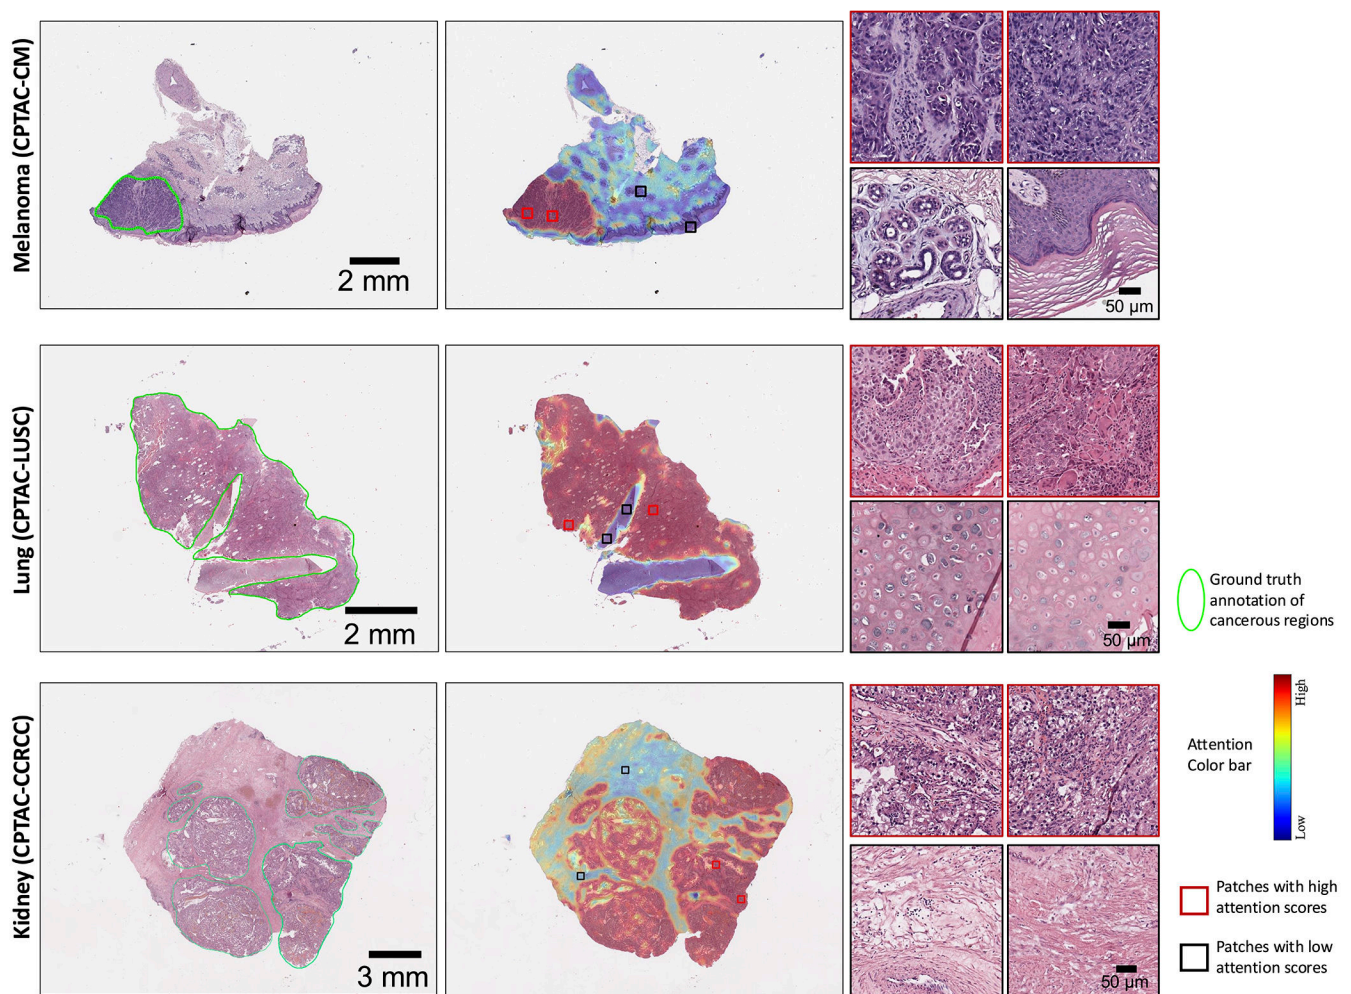 Melanoma (CPTAC-CM)
2 mm
50 μm
Lung (CPTAC-LUSC)
2 mm
50 μm
Ground truth
annotation of
cancerous regions
Kidney (CPTAC-CCRCC)
3 mm
50 μm
Attention
Color bar
High
Low
Patches with high
attention scores
Patches with low
attention scores